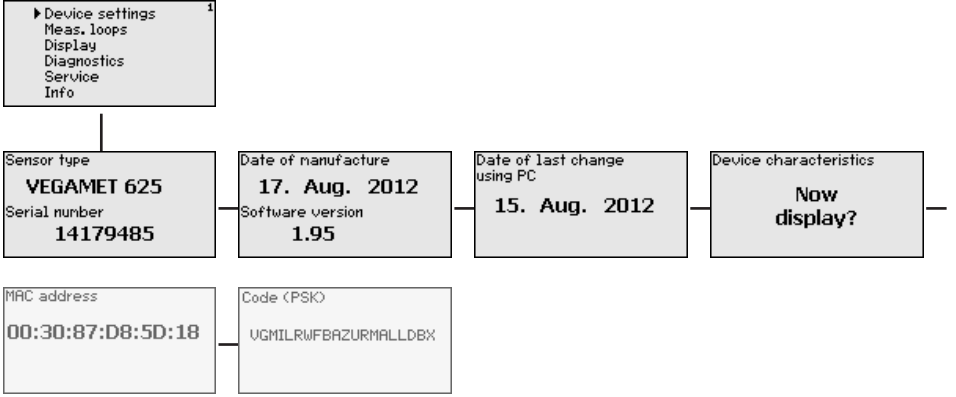 Device settings 1
Meas. loops
Display
Diagnostics
Service
Info
Sensor type
VEGAMET 625
Serial number
14179485
Date of manufacture
17. Aug. 2012
Software version
1.95
Date of last change
using PC
15. Aug. 2012
Device characteristics
Now
display?
MAC address
00:30:87:D8:5D:18
Code (PSK)
VGMILRWFBAZURMALLDBX